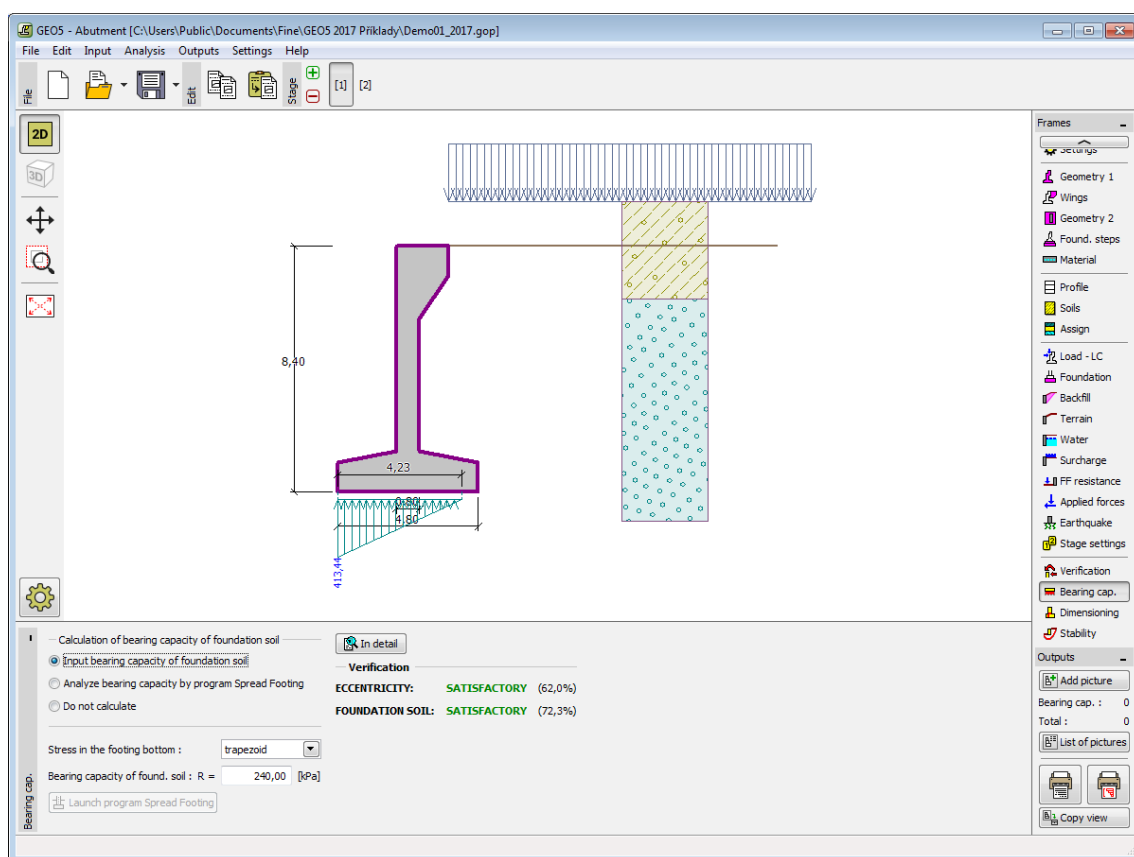 GEO5 - Abutment [C:\Users\Public\Documents\Fine\GEO5 2017 Příklady\Demo01_2017.gop]
File Edit Input Analysis Outputs Settings Help
File
Edit
Stage
[1] [2]
2D
3D
8,40
4,23
0,80
4,80
413,44
Frames
Settings
Geometry 1
Wings
Geometry 2
Found. steps
Material
Profile
Soils
Assign
Load - LC
Foundation
Backfill
Terrain
Water
Surcharge
FF resistance
Applied forces
Earthquake
Stage settings
Verification
Bearing cap.
Dimensioning
Stability
Outputs
Add picture
Bearing cap. : 0
Total : 0
List of pictures
Copy view
Bearing cap.
Calculation of bearing capacity of foundation soil
Input bearing capacity of foundation soil
Analyze bearing capacity by program Spread Footing
Do not calculate
Stress in the footing bottom : trapezoid
Bearing capacity of found. soil : R = 240,00 [kPa]
Launch program Spread Footing
In detail
Verification
ECCENTRICITY: SATISFACTORY (62,0%)
FOUNDATION SOIL: SATISFACTORY (72,3%)